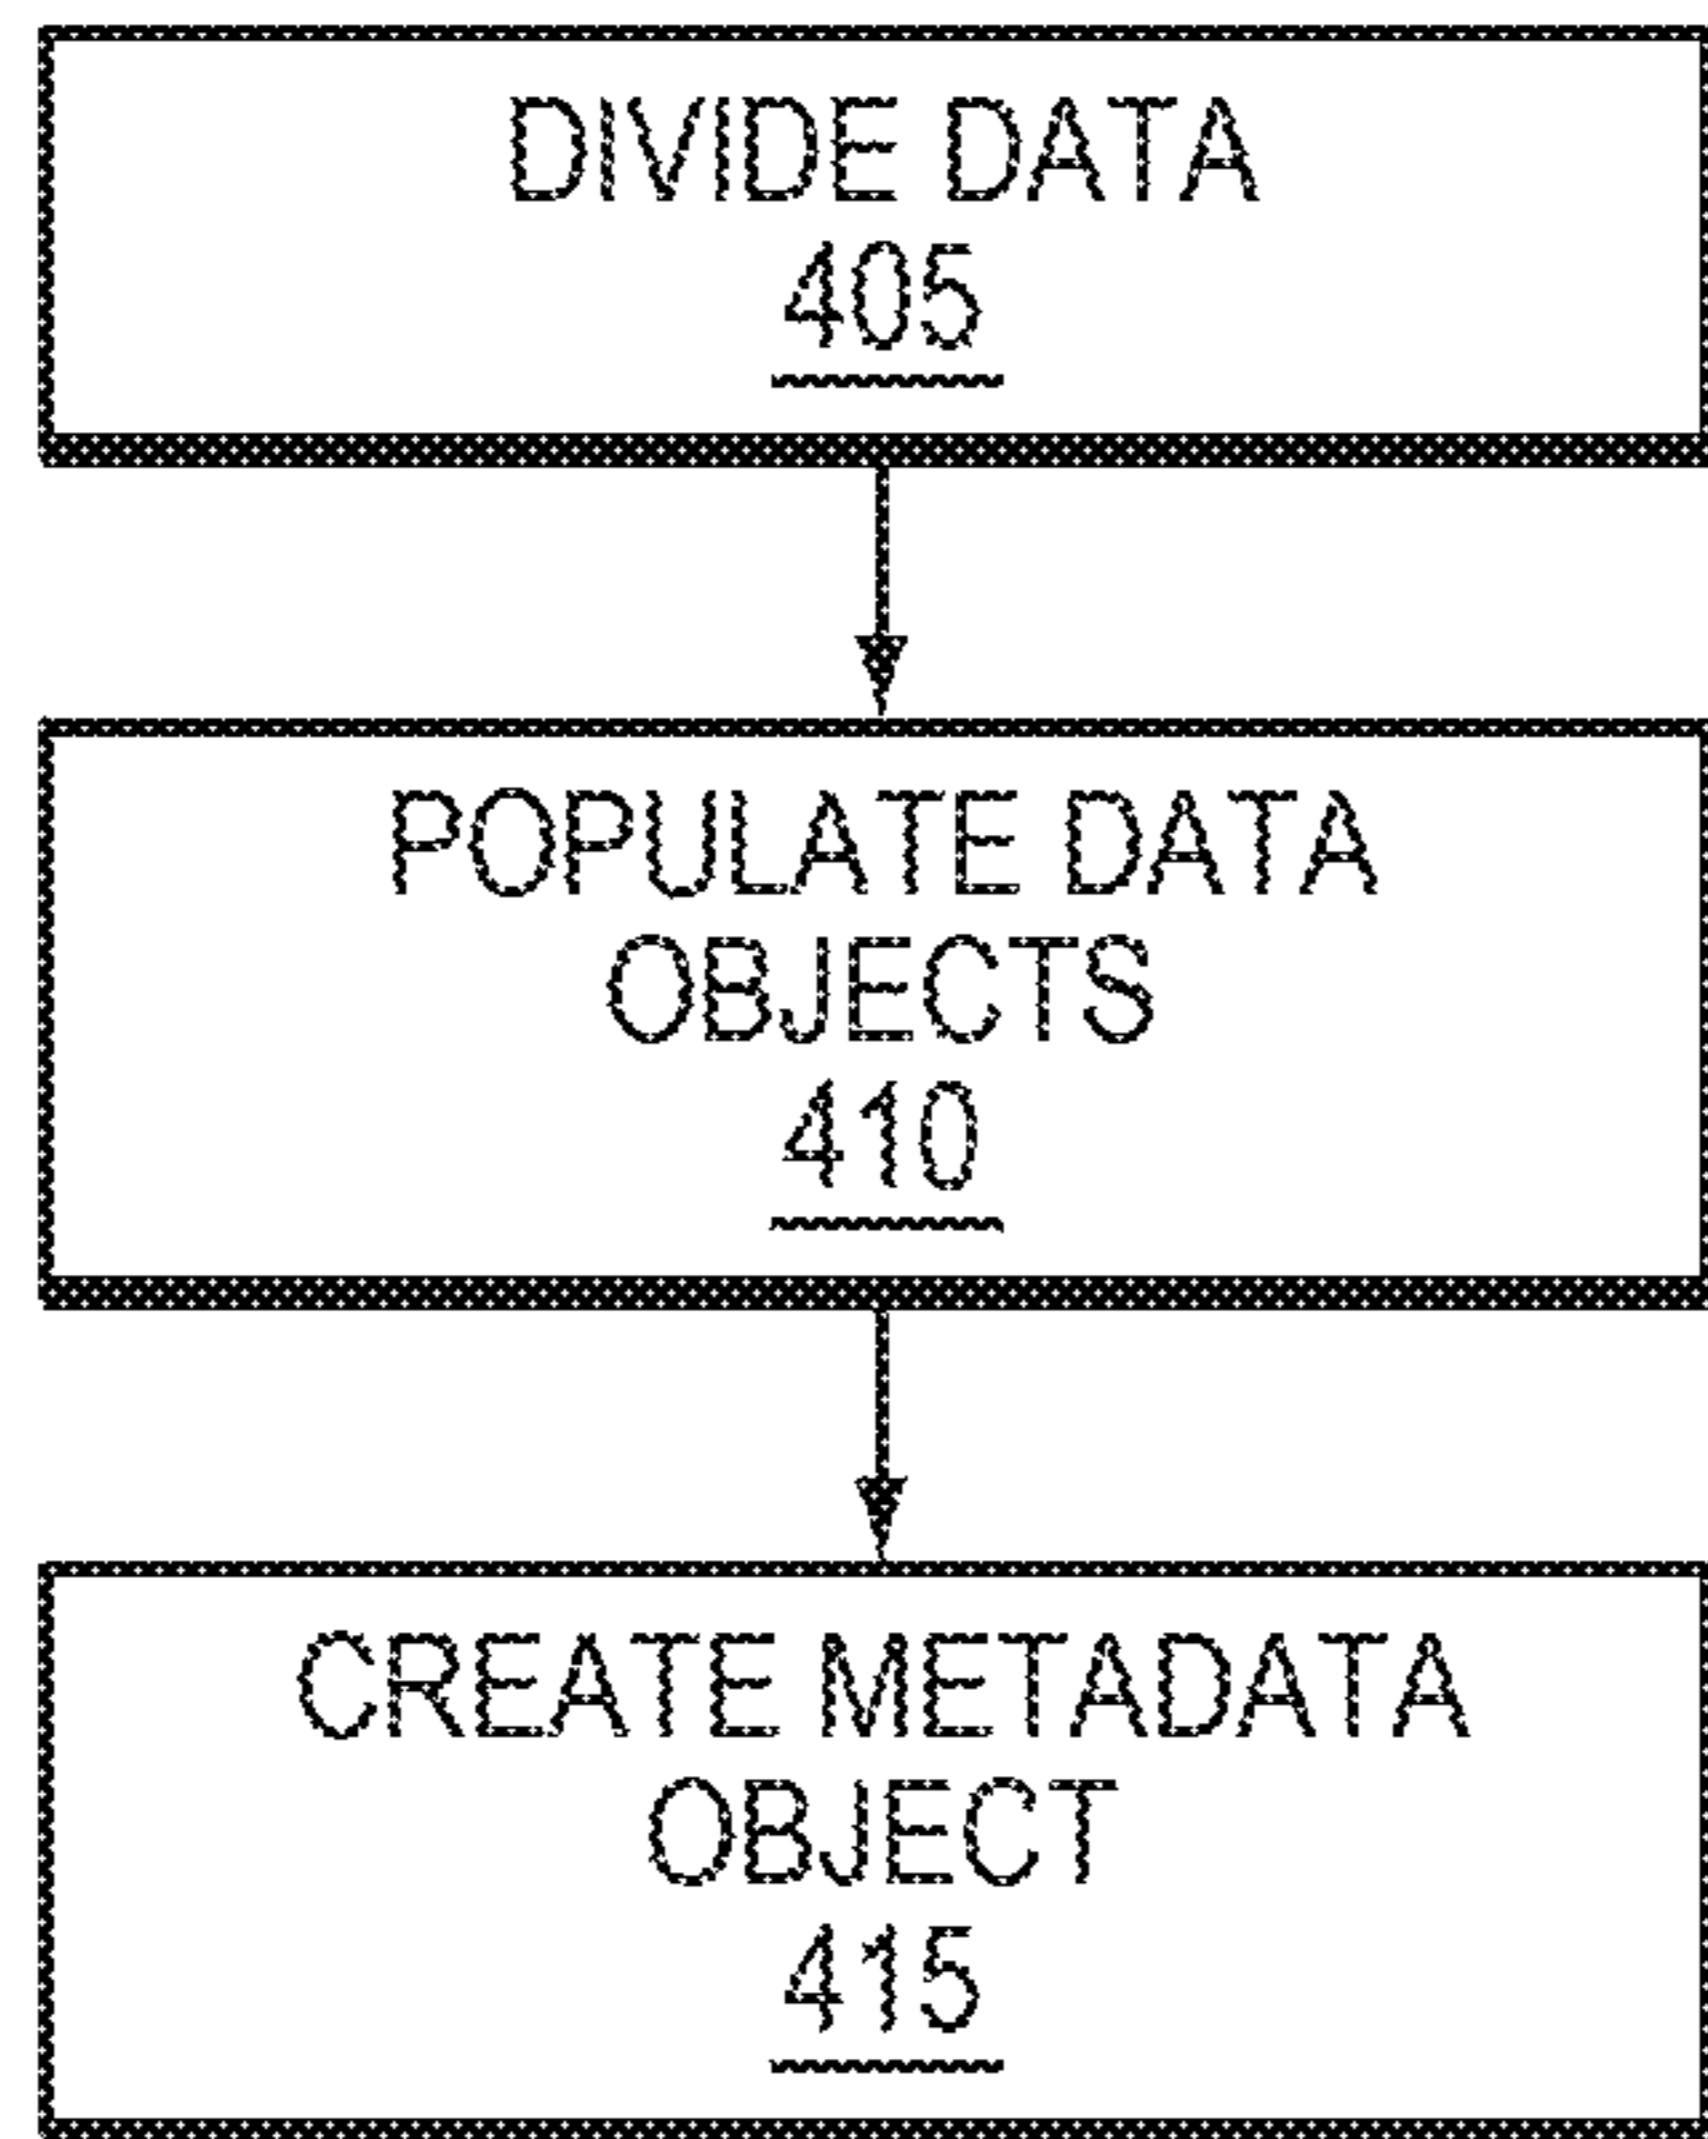 DIVIDE DATA
405
POPULATE DATA
OBJECTS
410
CREATE METADATA
OBJECT
415